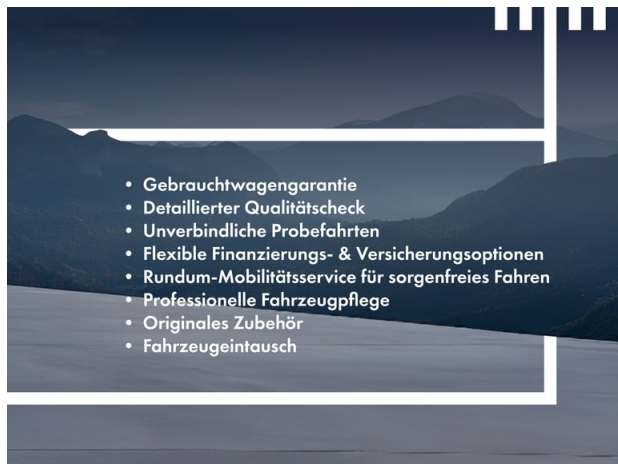 • Gebrauchtwagengarantie
• Detaillierter Qualitätscheck
• Unverbindliche Probefahrten
• Flexible Finanzierungs- & Versicherungsoptionen
• Rundum-Mobilitätsservice für sorgenfreies Fahren
• Professionelle Fahrzeugpflege
• Originales Zubehör
• Fahrzeugeintausch